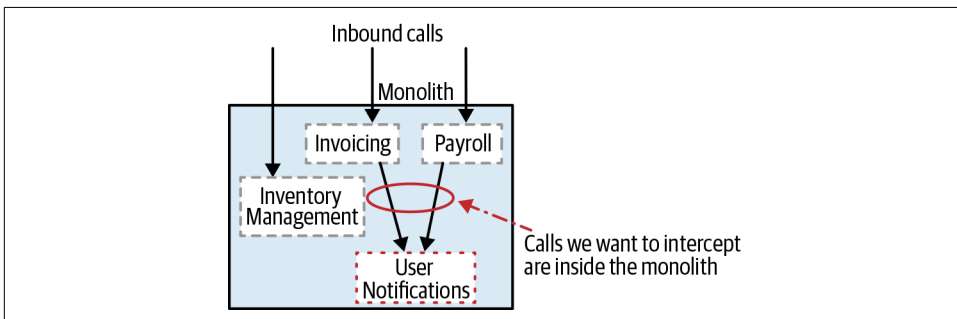 Inbound calls
Monolith
Invoicing
Payroll
Inventory
Management
Calls we want to intercept
are inside the monolith
User
Notifications